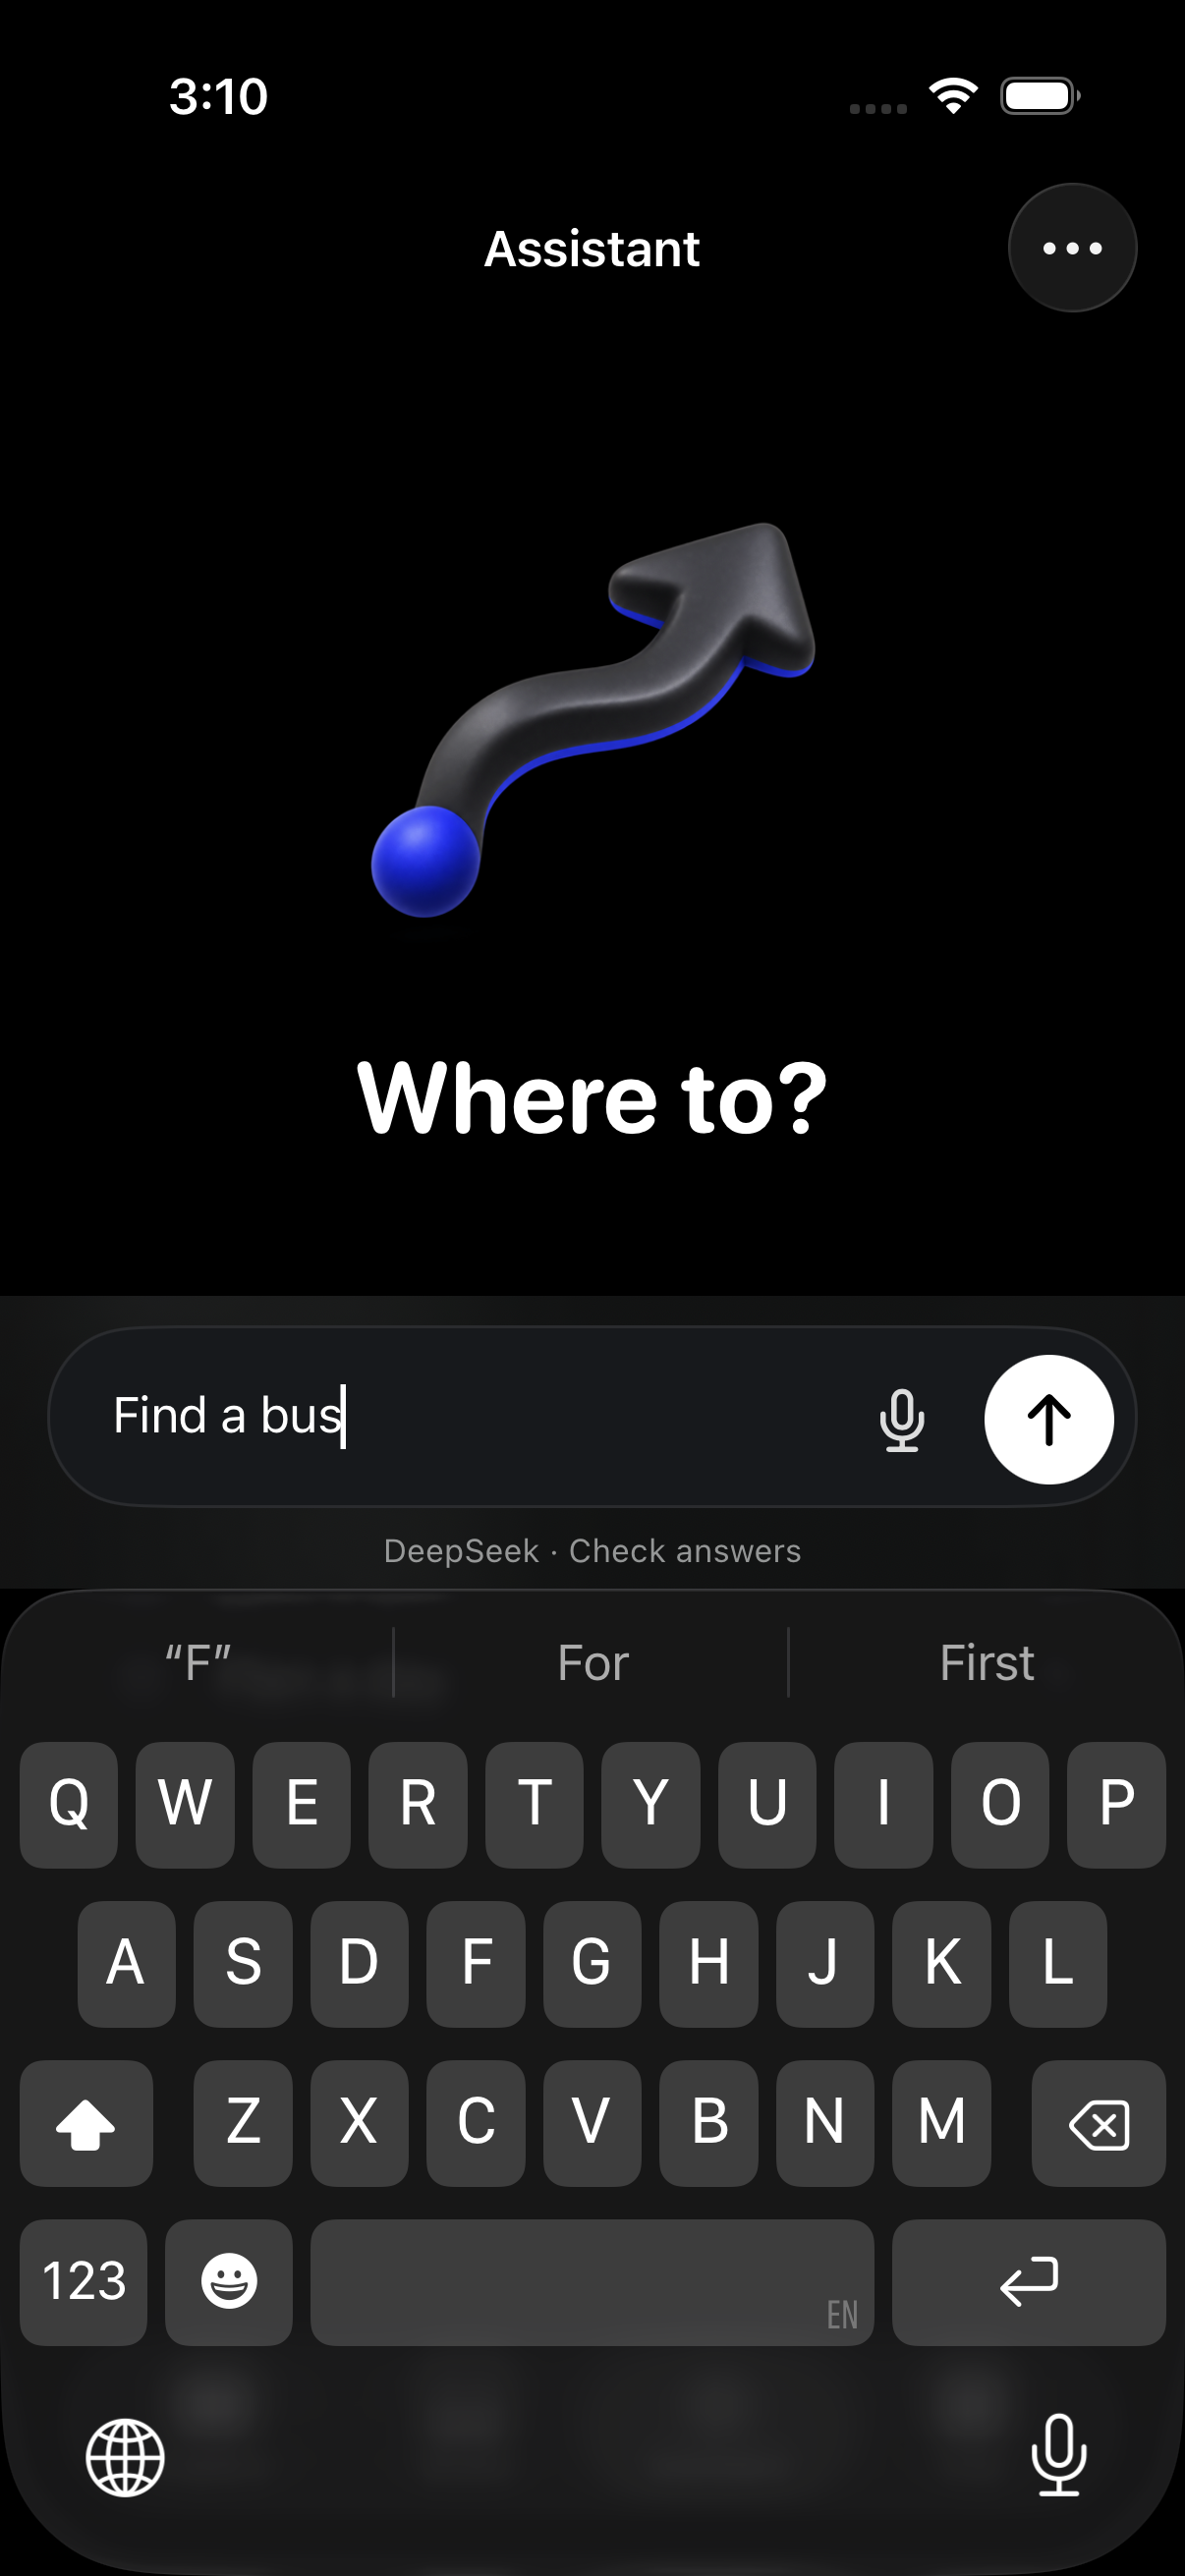 3:10
Assistant
Where to?
Find a bus
DeepSeek · Check answers
“F” For First
Q W E R T Y U I O P
A S D F G H J K L
Z X C V B N M
123
EN